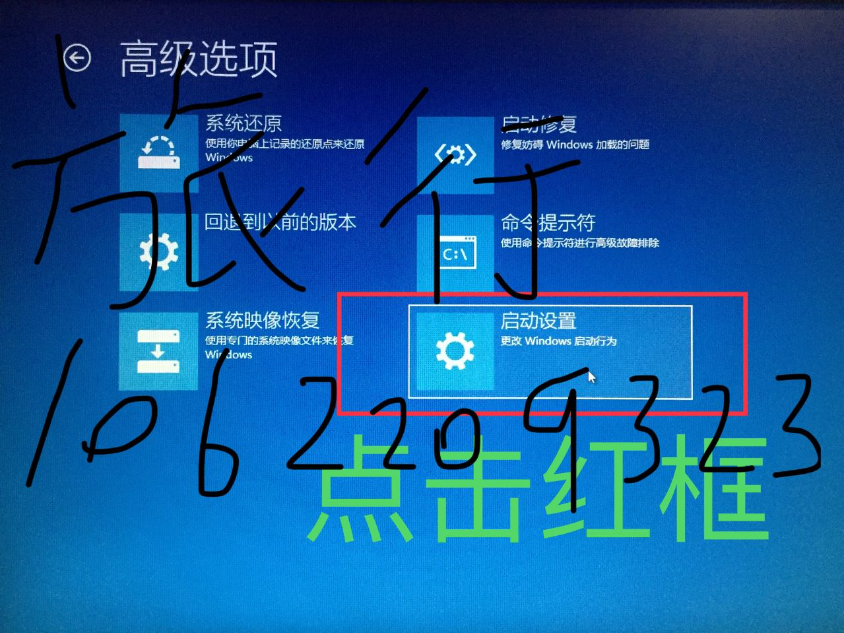 高级选项
系统还原
使用你电脑上记录的还原点来还原
Windows
启动修复
修复妨碍 Windows 加载的问题
回退到以前的版本
命令提示符
使用命令提示符进行高级故障排除
C:\
系统映像恢复
使用专门的系统映像文件来恢复
Windows
启动设置
更改 Windows 启动行为
旅行
1062209323
点击红框